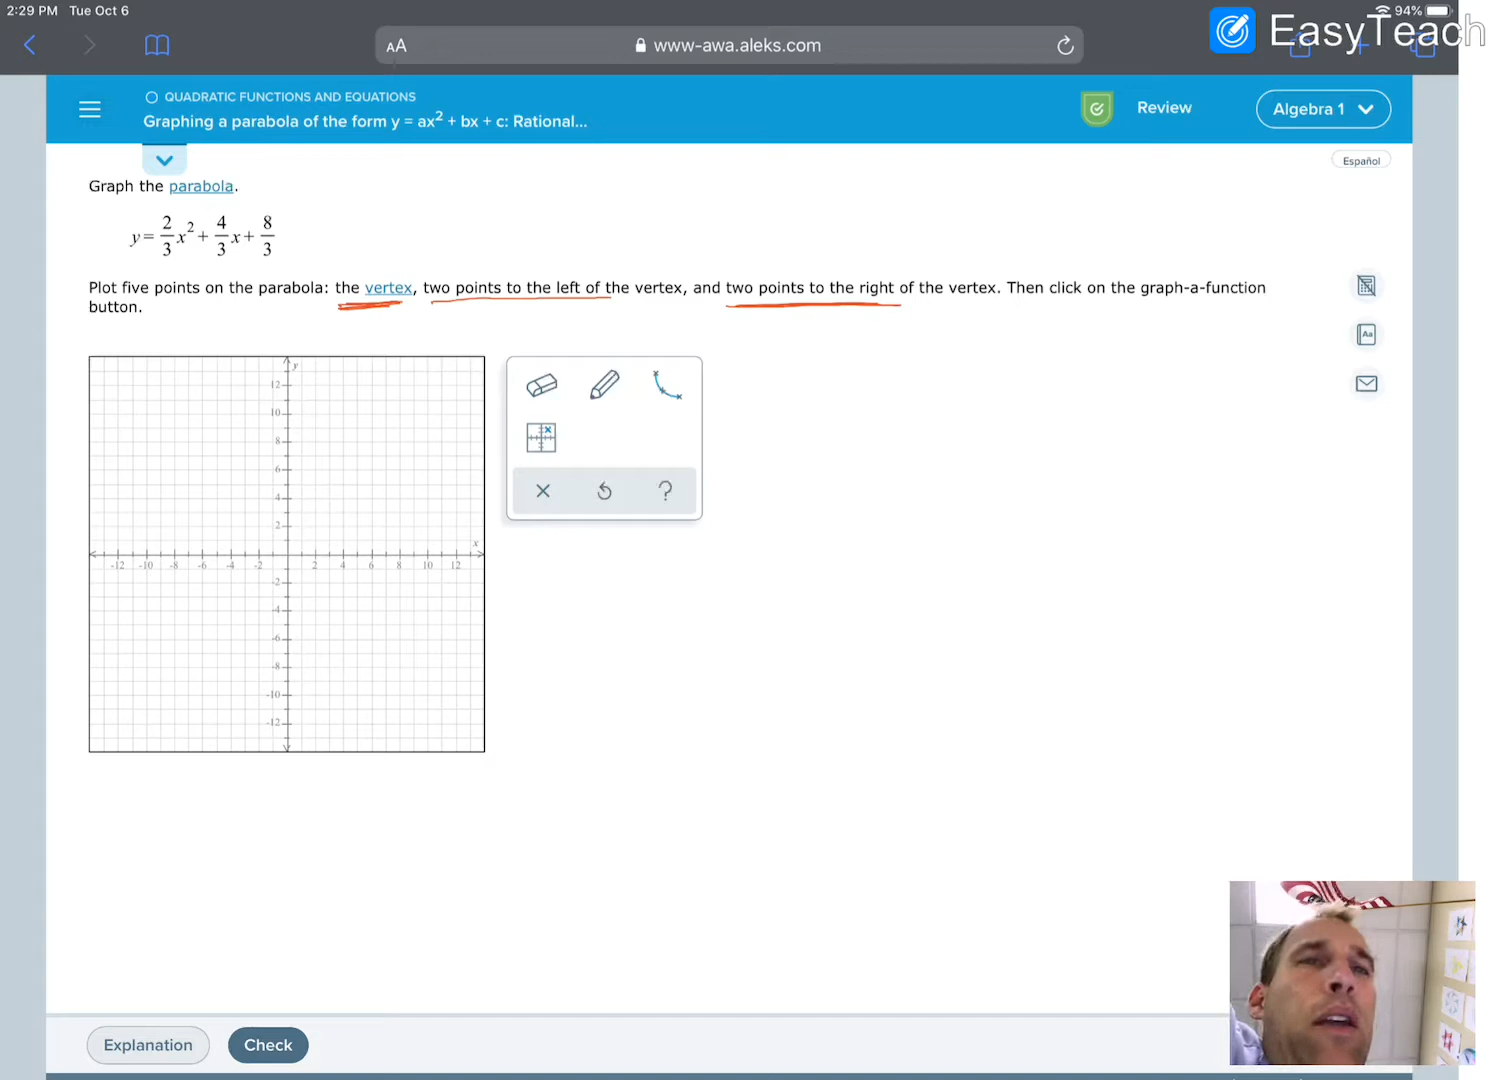 2:29 PM Tue Oct 6
94%
AA
www-awa.aleks.com
EasyTeach
QUADRATIC FUNCTIONS AND EQUATIONS
Graphing a parabola of the form y = ax² + bx + c: Rational...
Review
Algebra 1
Español
Graph the parabola.
y = 2/3 x² + 4/3 x + 8/3
Plot five points on the parabola: the vertex, two points to the left of the vertex, and two points to the right of the vertex. Then click on the graph-a-function
button.
Aa
y
12
10
8
6
4
2
x
-12 -10 -8 -6 -4 -2 2 4 6 8 10 12
-2
-4
-6
-8
-10
-12
?
Explanation
Check